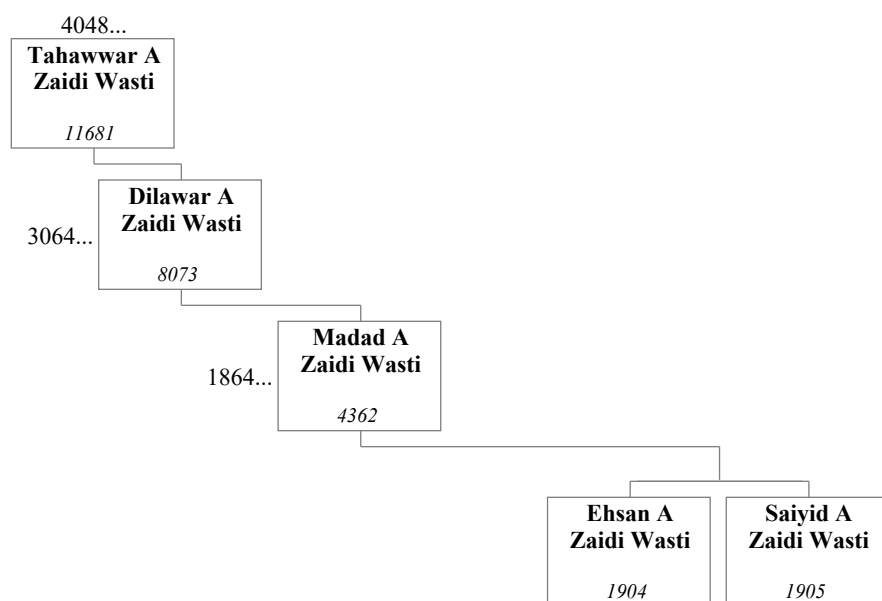 4048...
Tahawwar A
Zaidi Wasti
11681
Dilawar A
Zaidi Wasti
3064...
8073
Madad A
Zaidi Wasti
1864...
4362
Ehsan A
Zaidi Wasti
1904
Saiyid A
Zaidi Wasti
1905